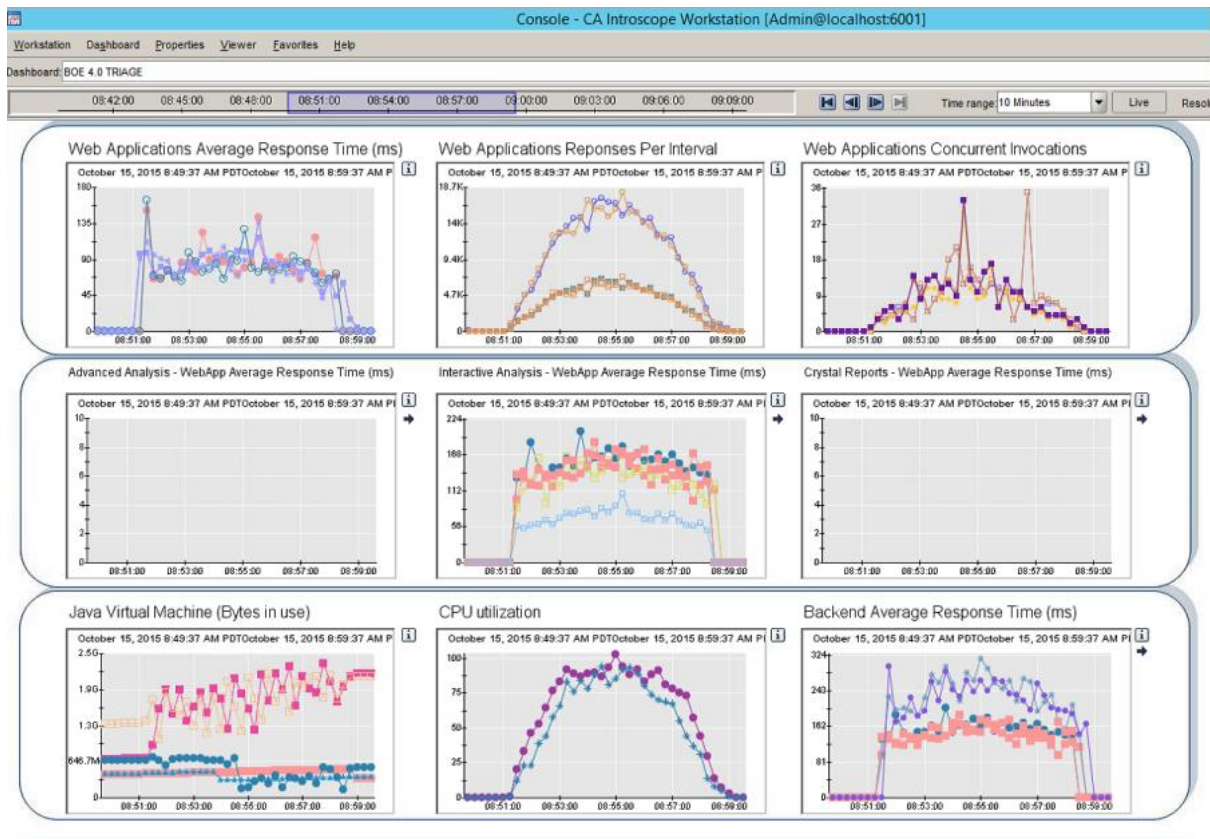 Console - CA Introscope Workstation [Admin@localhost:6001]
Workstation Dashboard Properties Viewer Favorites Help
Dashboard: BOE 4.0 TRIAGE
08:42:00 08:45:00 08:48:00 08:51:00 08:54:00 08:57:00 09:00:00 09:03:00 09:06:00 09:09:00 Time range: 10 Minutes Live Resol
Web Applications Average Response Time (ms) Web Applications Reponses Per Interval Web Applications Concurrent Invocations
October 15, 2015 8:49:37 AM PDTOctober 15, 2015 8:59:37 AM P October 15, 2015 8:49:37 AM PDTOctober 15, 2015 8:59:37 AM P October 15, 2015 8:49:37 AM PDTOctober 15, 2015 8:59:37 AM P
180 18.7K 36
135 14K 27
90 9.4K 18
45 4.7K 9
0 0 0
08:51:00 08:53:00 08:55:00 08:57:00 08:59:00 08:51:00 08:53:00 08:55:00 08:57:00 08:59:00 08:51:00 08:53:00 08:55:00 08:57:00 08:59:00
Advanced Analysis - WebApp Average Response Time (ms) Interactive Analysis - WebApp Average Response Time (ms) Crystal Reports - WebApp Average Response Time (ms)
October 15, 2015 8:49:37 AM PDTOctober 15, 2015 8:59:37 AM P October 15, 2015 8:49:37 AM PDTOctober 15, 2015 8:59:37 AM P October 15, 2015 8:49:37 AM PDTOctober 15, 2015 8:59:37 AM P
10 224 10
8 168 8
6 112 6
4 56 4
2 2
0 0 0
08:51:00 08:53:00 08:55:00 08:57:00 08:59:00 08:51:00 08:53:00 08:55:00 08:57:00 08:59:00 08:51:00 08:53:00 08:55:00 08:57:00 08:59:00
Java Virtual Machine (Bytes in use) CPU utilization Backend Average Response Time (ms)
October 15, 2015 8:49:37 AM PDTOctober 15, 2015 8:59:37 AM P October 15, 2015 8:49:37 AM PDTOctober 15, 2015 8:59:37 AM P October 15, 2015 8:49:37 AM PDTOctober 15, 2015 8:59:37 AM P
2.5G 100 324
1.9G 75 243
1.3G 50 162
646.7M 25 81
0 0 0
08:51:00 08:53:00 08:55:00 08:57:00 08:59:00 08:51:00 08:53:00 08:55:00 08:57:00 08:59:00 08:51:00 08:53:00 08:55:00 08:57:00 08:59:00